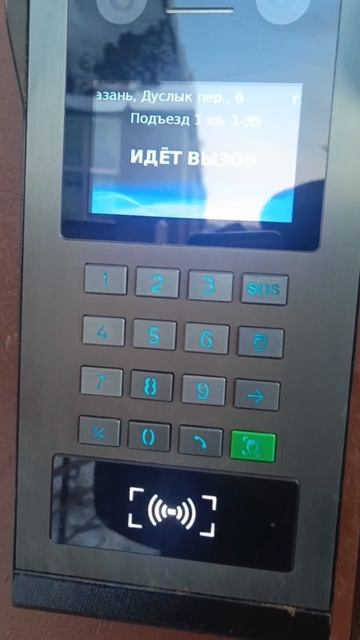 азань, Дуслык пер., 6 г
Подъезд 1 кв. 1-35
ИДЁТ ВЫЗОВ
1 2 3 sns
4 5 6
7 8 9
0